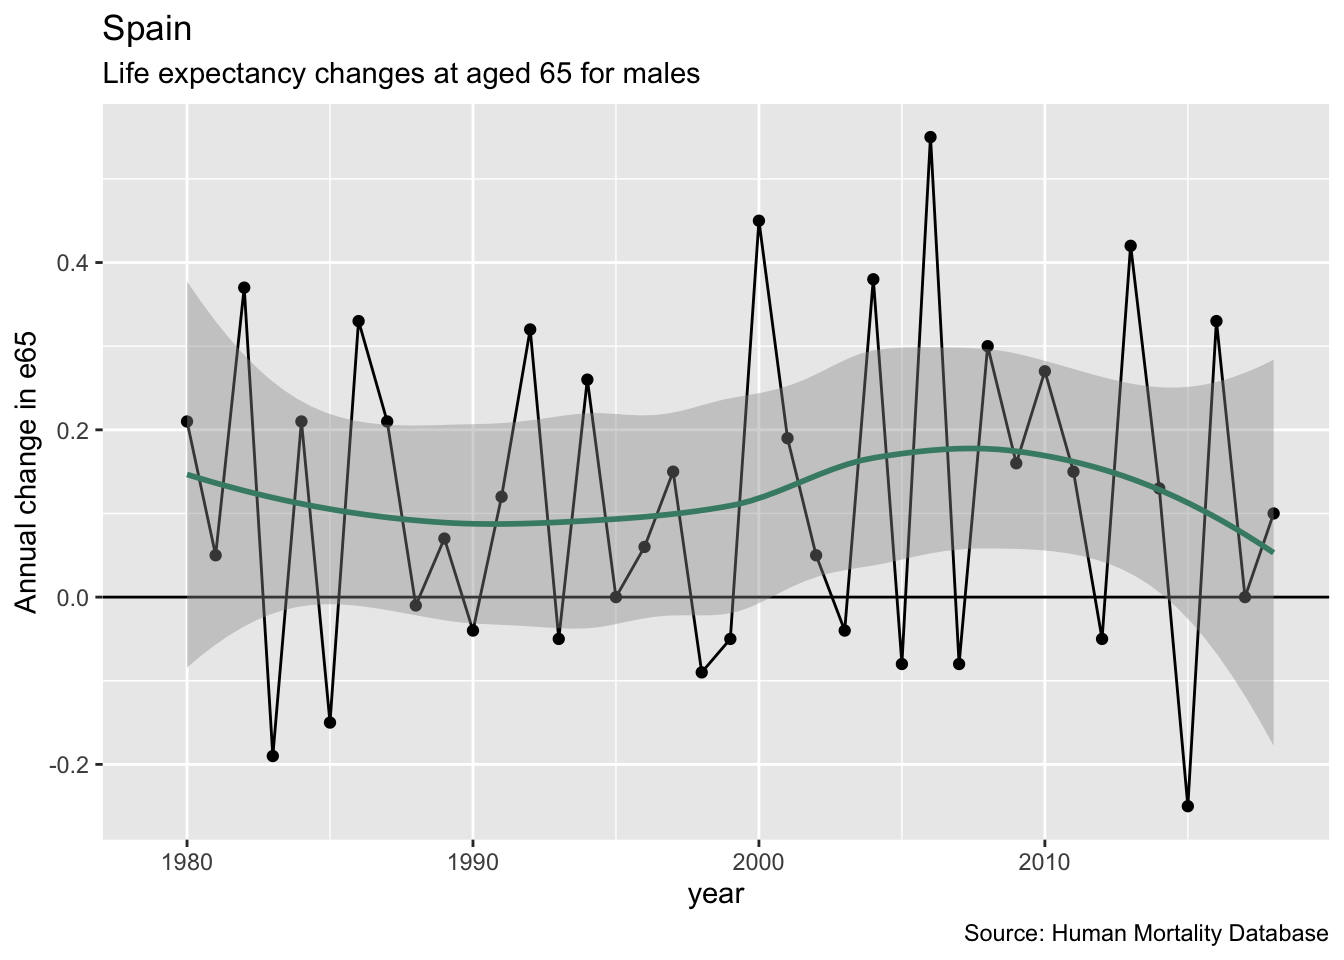 Spain
Life expectancy changes at aged 65 for males
Annual change in e65
0.4
0.2
0.0
-0.2
1980 1990 2000 2010
year
Source: Human Mortality Database